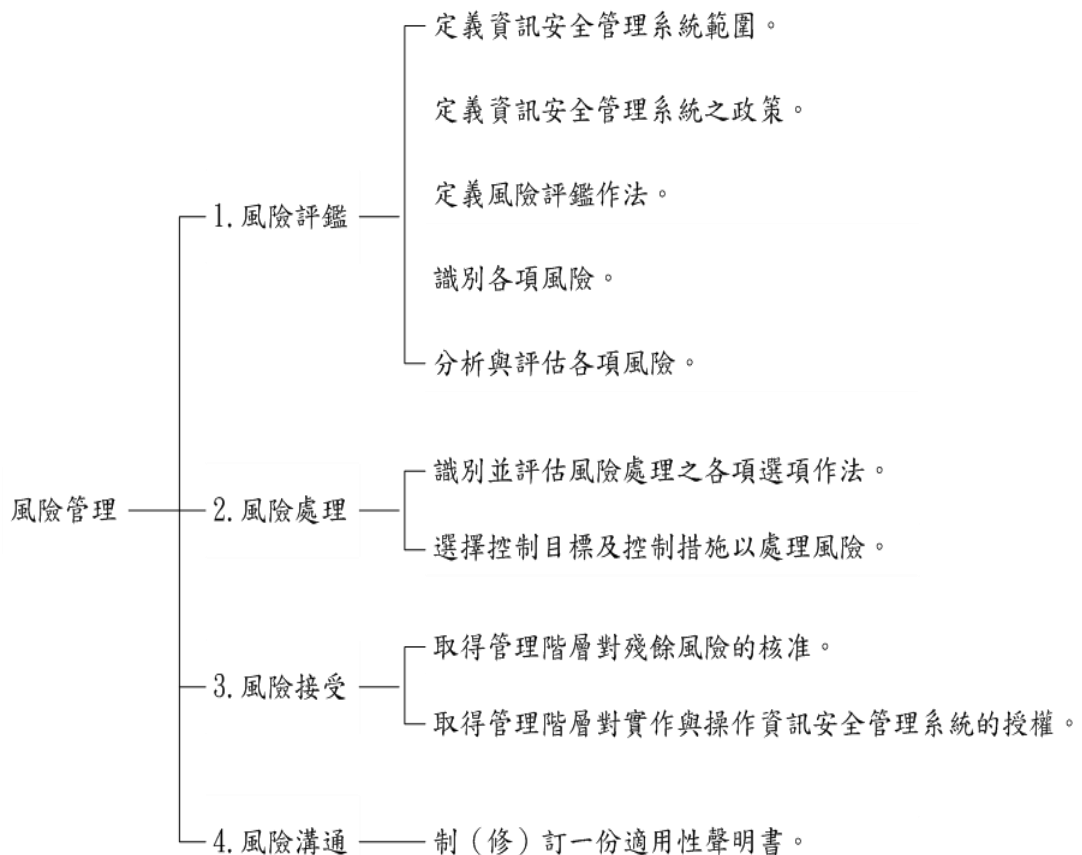 定義資訊安全管理系統範圍。
定義資訊安全管理系統之政策。
定義風險評鑑作法。
1.風險評鑑
識別各項風險。
分析與評估各項風險。
識別並評估風險處理之各項選項作法。
風險管理
2.風險處理
選擇控制目標及控制措施以處理風險。
取得管理階層對殘餘風險的核准。
3.風險接受
取得管理階層對實作與操作資訊安全管理系統的授權。
4.風險溝通
制（修）訂一份適用性聲明書。